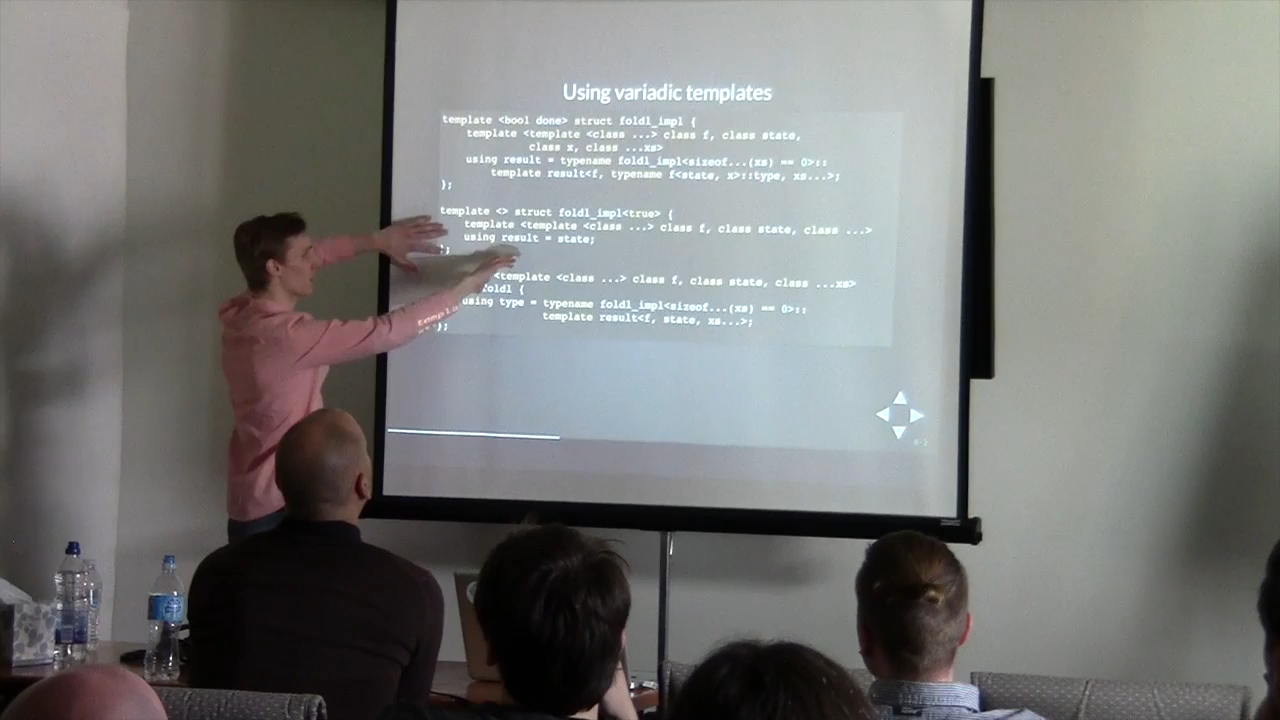 Using variadic templates
template <bool done> struct foldl_impl {
template <template <class ...> class f, class state,
class x, class ...xs>
using result = typename foldl_impl<sizeof...(xs) == 0>::
template result<f, typename f<state, x>::type, xs...>;
};
template <> struct foldl_impl<true> {
template <template <class ...> class f, class state, class ...>
using result = state;
};
<template <class ...> class f, class state, class ...xs>
foldl {
using type = typename foldl_impl<sizeof...(xs) == 0>::
template result<f, state, xs...>;
};